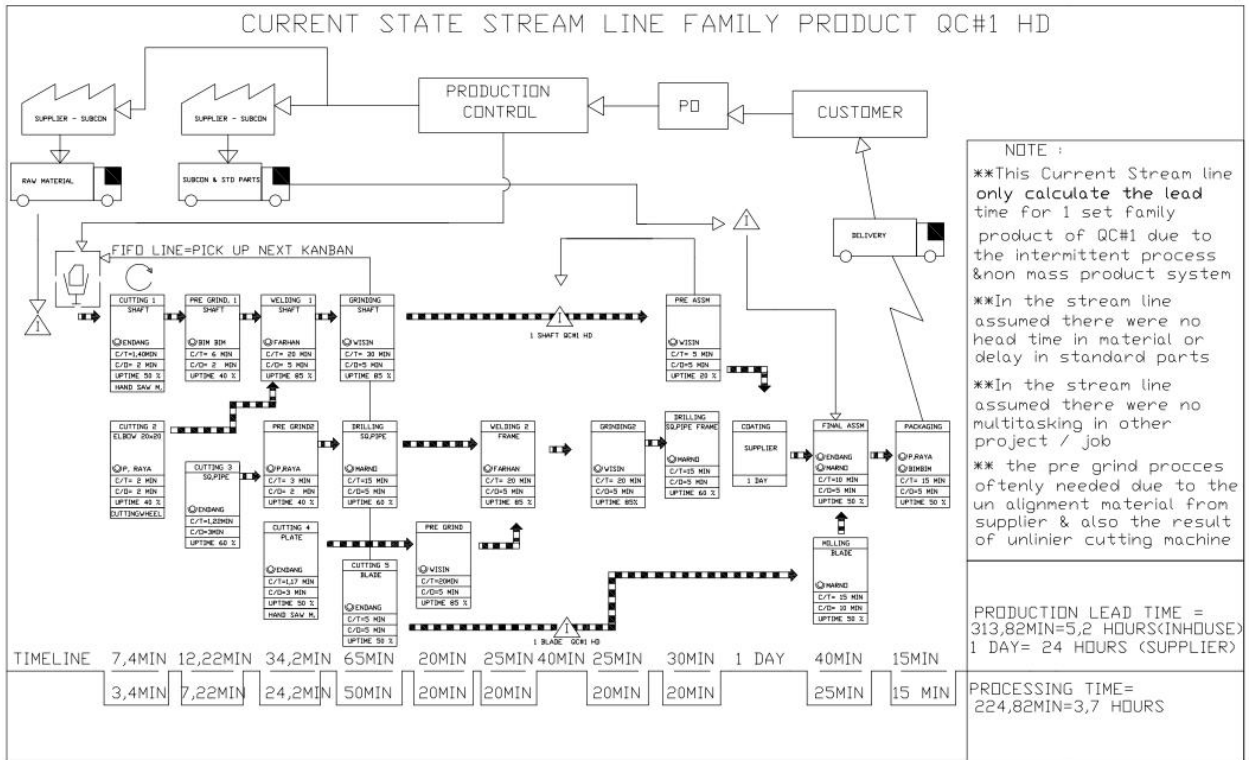 CURRENT STATE STREAM LINE FAMILY PRODUCT QC#1 HD
SUPPLIER - SUBCON
SUPPLIER - SUBCON
PRODUCTION
CONTROL
PO
CUSTOMER
RAW MATERIAL
SUBCON & STD PARTS
DELIVERY
I
I
I
I
FIFO LINE=PICK UP NEXT KANBAN
CUTTING 1
SHAFT
ENDANG
C/T=1,40MIN
C/O= 2 MIN
UPTIME 50 %
HAND SAW M,
PRE GRIND, 1
SHAFT
BIM BIM
C/T= 6 MIN
C/O= 2 MIN
UPTIME 40 %
WELDING 1
SHAFT
FARHAN
C/T= 20 MIN
C/O= 5 MIN
UPTIME 85 %
GRINDING
SHAFT
WISIN
C/T= 30 MIN
C/O=5 MIN
UPTIME 85 %
1 SHAFT QC#1 HD
PRE ASSM
WISIN
C/T= 5 MIN
C/O=5 MIN
UPTIME 20 %
CUTTING 2
ELBOW 20x20
P, RAYA
C/T= 2 MIN
C/O= 2 MIN
UPTIME 40 %
CUTTINGWHEEL
CUTTING 3
SQ,PIPE
ENDANG
C/T=1,22MIN
C/O=3MIN
UPTIME 60 %
PRE GRIND2
P,RAYA
C/T= 3 MIN
C/O= 2 MIN
UPTIME 40 %
DRILLING
SQ,PIPE
MARNO
C/T=15 MIN
C/O=5 MIN
UPTIME 60 %
WELDING 2
FRAME
FARHAN
C/T= 20 MIN
C/O=5 MIN
UPTIME 85%
GRINDING2
WISIN
C/T= 20 MIN
C/O=5 MIN
UPTIME 85%
DRILLING
SQ,PIPE FRAME
MARNO
C/T=15 MIN
C/O=5 MIN
UPTIME 60 %
COATING
SUPPLIER
1 DAY
FINAL ASSM
ENDANG
MARNO
C/T=10 MIN
C/O=5 MIN
UPTIME 50 %
PACKAGING
P,RAYA
BIMBIM
C/T= 15 MIN
C/O=5 MIN
UPTIME 50 %
CUTTING 4
PLATE
ENDANG
C/T=1,17 MIN
C/O=3 MIN
UPTIME 50 %
HAND SAW M,
PRE GRIND
WISIN
C/T=20MIN
C/O=5 MIN
UPTIME 85 %
CUTTING 5
BLADE
ENDANG
C/T=5 MIN
C/O=5 MIN
UPTIME 50 %
MILLING
BLADE
MARNO
C/T= 15 MIN
C/O= 10 MIN
UPTIME 50 %
1 BLADE QC#1 HD
TIMELINE 7,4MIN 12,22MIN 34,2MIN 65MIN 20MIN 25MIN 40MIN 25MIN 30MIN 1 DAY 40MIN 15MIN
3,4MIN 7,22MIN 24,2MIN 50MIN 20MIN 20MIN 20MIN 20MIN 25MIN 15 MIN
NOTE :
**This Current Stream line
only calculate the lead
time for 1 set family
product of QC#1 due to
the intermittent process
&non mass product system
**In the stream line
assumed there were no
head time in material or
delay in standard parts
**In the stream line
assumed there were no
multitasking in other
project / job
** the pre grind procces
oftenly needed due to the
un alignment material from
supplier & also the result
of unlinier cutting machine
PRODUCTION LEAD TIME =
313,82MIN=5,2 HOURS(INHOUSE)
1 DAY= 24 HOURS (SUPPLIER)
PROCESSING TIME=
224,82MIN=3,7 HOURS